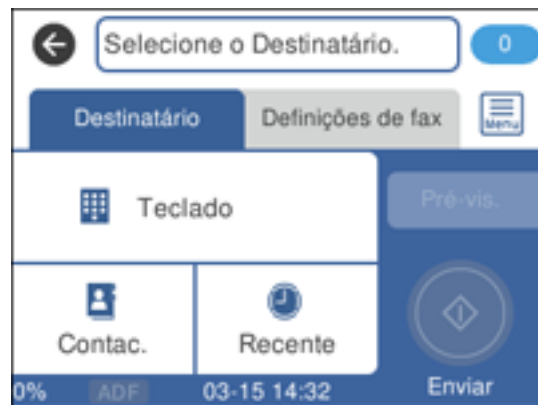 Selecione o Destinatário.
0
Destinatário
Definições de fax
Menu
Teclado
Pré-vis.
Contac.
Recente
0%
ADF
03-15 14:32
Enviar